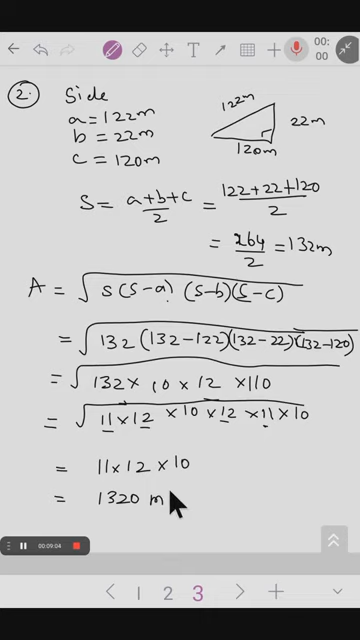 00:
00
T
2. Side
a=122m
b=22m
c=120m
122m
22m
120m
S = a+b+c/2 = 122+22+120/2
= 264/2 = 132m
A = √s(s-a) (s-b)(s-c)
= √132(132-122)(132-22)(132-120)
= √132× 10 × 12 ×110
= √11×12 ×10 ×12 ×11 ×10
= 11×12 ×10
= 1320 m
00:09:04
< 1 2 3 >